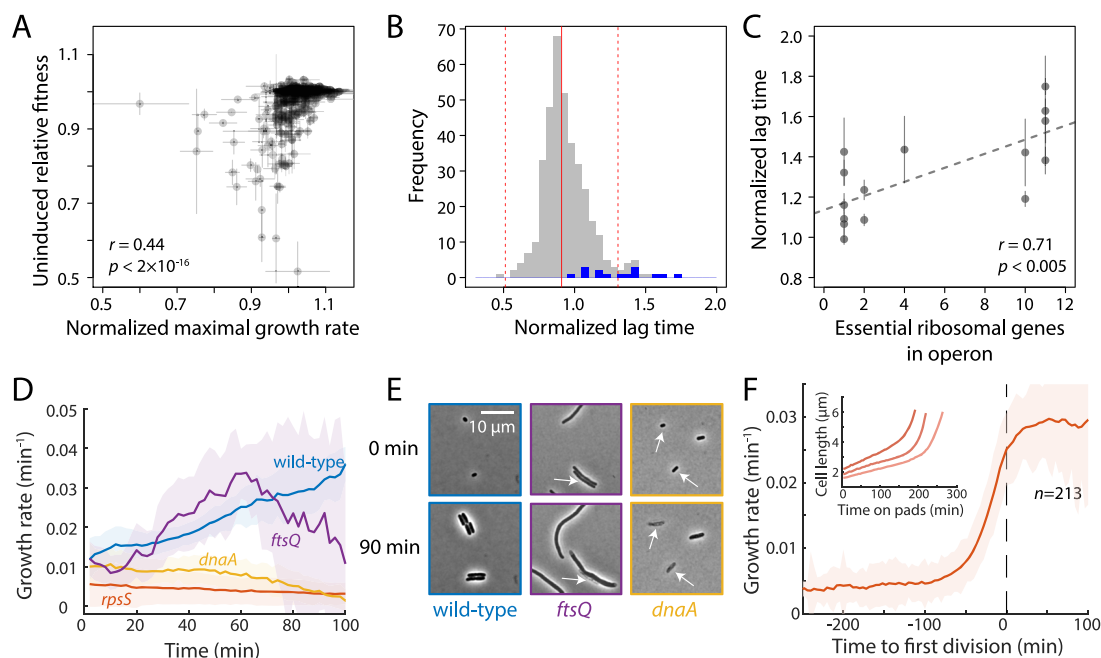 A
Uninduced relative fitness
1.1
0.9
0.7
0.5
r = 0.44
p < 2×10⁻¹⁶
0.5
0.7
0.9
1.1
Normalized maximal growth rate
B
Frequency
70
60
50
40
30
20
10
0
0.5
1.0
1.5
2.0
Normalized lag time
C
Normalized lag time
2.0
1.8
1.6
1.4
1.2
1.0
0.8
r = 0.71
p < 0.005
0
2
4
6
8
10
12
Essential ribosomal genes
in operon
D
Growth rate (min⁻¹)
0.05
0.04
0.03
0.02
0.01
0
wild-type
ftsQ
dnaA
rpsS
0
20
40
60
80
100
Time (min)
E
0 min
90 min
10 μm
wild-type
ftsQ
dnaA
F
Growth rate (min⁻¹)
0.03
0.02
0.01
0
Cell length (μm)
6
4
2
0
100
200
300
Time on pads (min)
n=213
-200
-100
0
100
Time to first division (min)